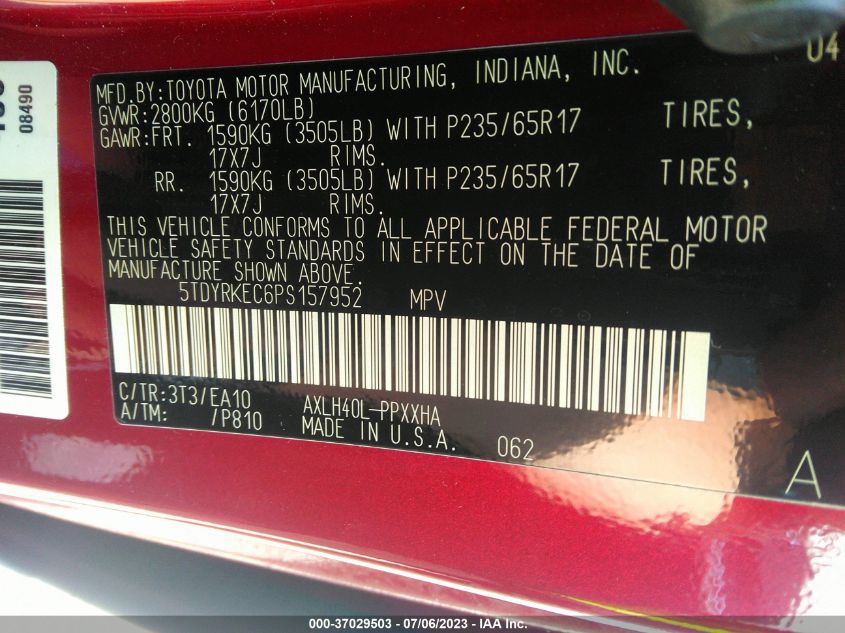 04
MFD.BY:TOYOTA MOTOR MANUFACTURING, INDIANA, INC.
GVWR:2800KG (6170LB)
GAWR:FRT. 1590KG (3505LB) WITH P235/65R17 TIRES,
17X7J RIMS.
RR. 1590KG (3505LB) WITH P235/65R17 TIRES,
17X7J RIMS.
THIS VEHICLE CONFORMS TO ALL APPLICABLE FEDERAL MOTOR
VEHICLE SAFETY STANDARDS IN EFFECT ON THE DATE OF
MANUFACTURE SHOWN ABOVE.
5TDYRKEC6PS157952 MPV
C/TR:3T3/EA10 AXLH40L-PPXXHA
A/TM: /P810 MADE IN U.S.A. 062
A
08490
000-37029503 - 07/06/2023 - IAA Inc.